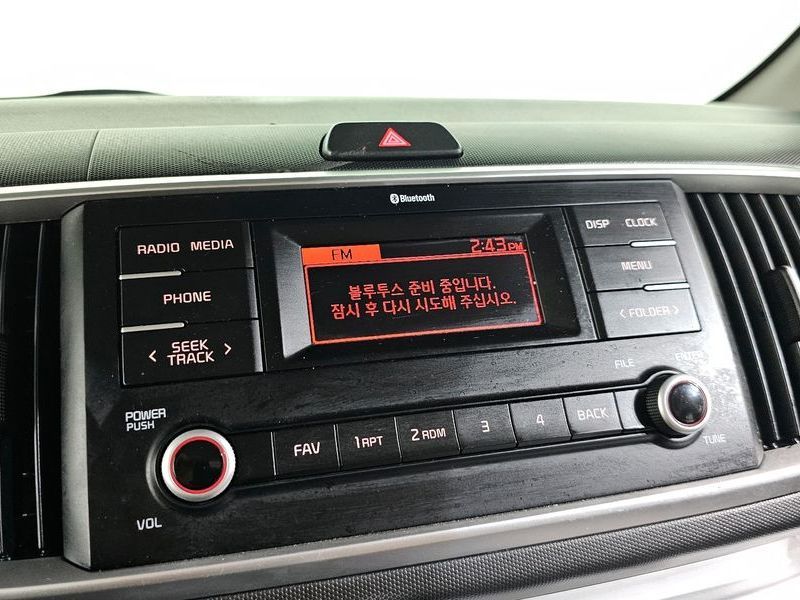 Bluetooth
RADIO MEDIA
PHONE
< SEEK TRACK >
FM 2:43 PM
블루투스 준비 중입니다.
잠시 후 다시 시도해 주십시오.
DISP CLOCK
MENU
< FOLDER >
POWER
PUSH
VOL
FAV
1 RPT
2 RDM
3
4
BACK
FILE
ENTER
TUNE